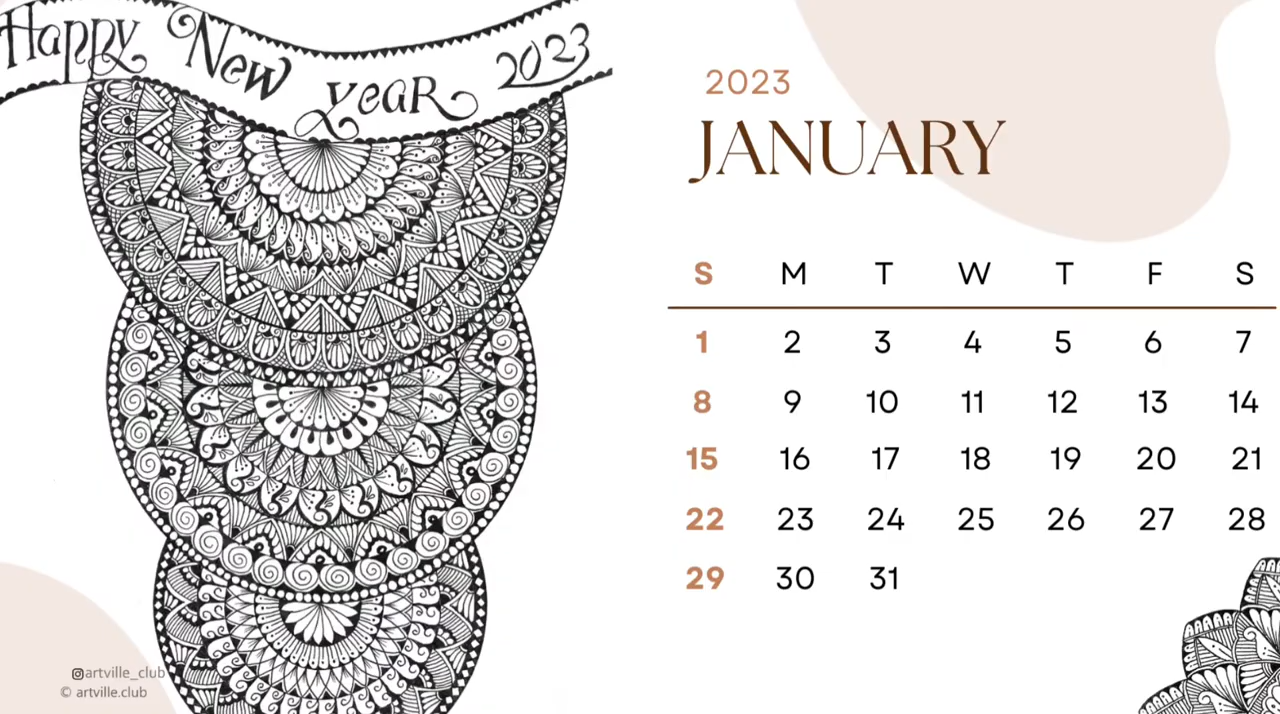 Happy New year 2023
2023
JANUARY
S M T W T F S
1 2 3 4 5 6 7
8 9 10 11 12 13 14
15 16 17 18 19 20 21
22 23 24 25 26 27 28
29 30 31
artville_club
© artville.club